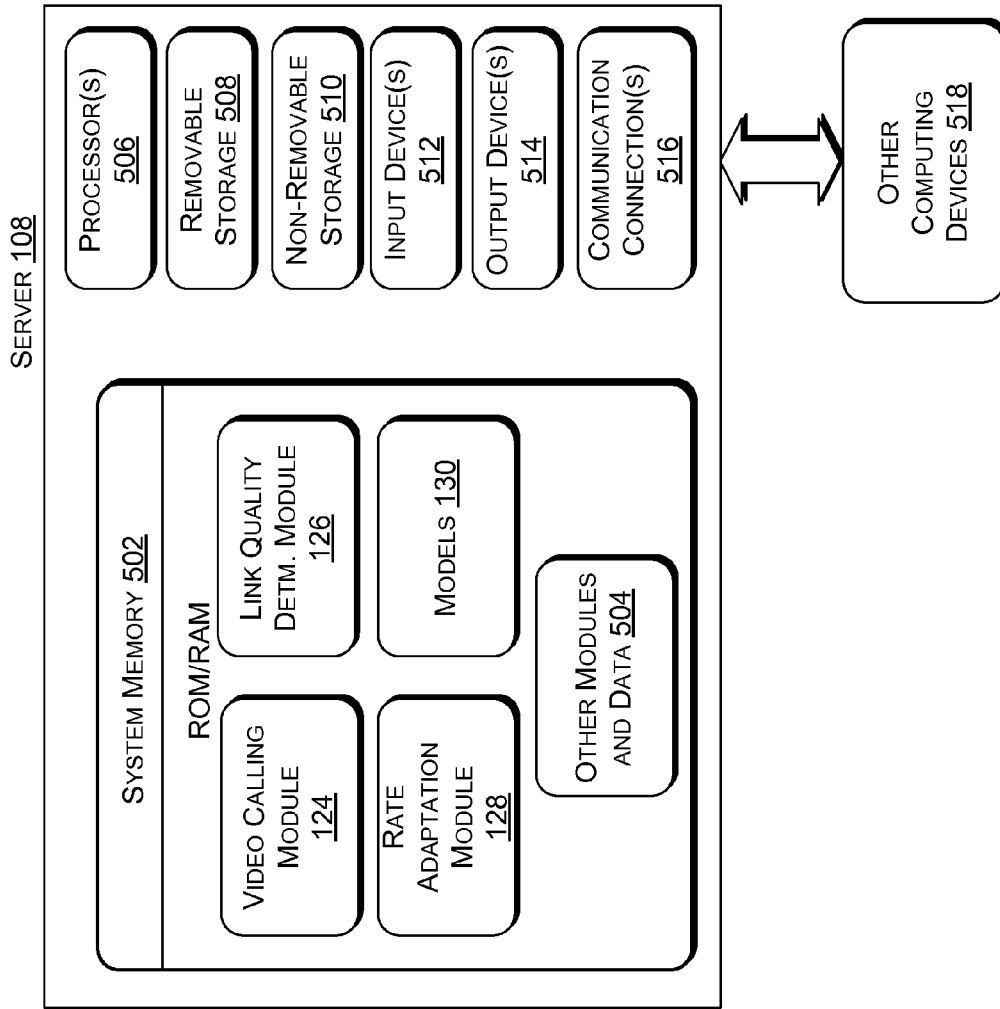 SERVER 108
SYSTEM MEMORY 502
ROM/RAM
VIDEO CALLING
MODULE
124
LINK QUALITY
DETM. MODULE
126
RATE
ADAPTATION
MODULE
128
MODELS 130
OTHER MODULES
AND DATA 504
PROCESSOR(S)
506
REMOVABLE
STORAGE 508
NON-REMOVABLE
STORAGE 510
INPUT DEVICE(S)
512
OUTPUT DEVICE(S)
514
COMMUNICATION
CONNECTION(S)
516
OTHER
COMPUTING
DEVICES 518